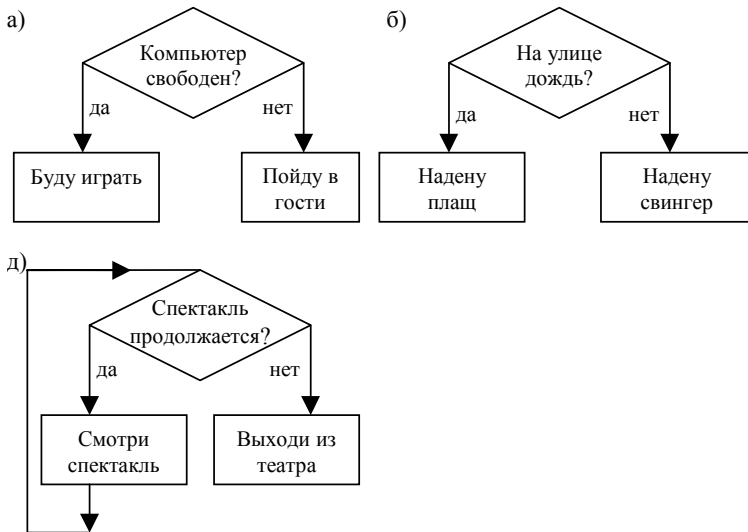 а)
Компьютер
свободен?
да
нет
Буду играть
Пойду в
гости
б)
На улице
дождь?
да
нет
Надену
плащ
Надену
свингер
д)
Спектакль
продолжается?
да
нет
Смотри
спектакль
Выходи из
театра